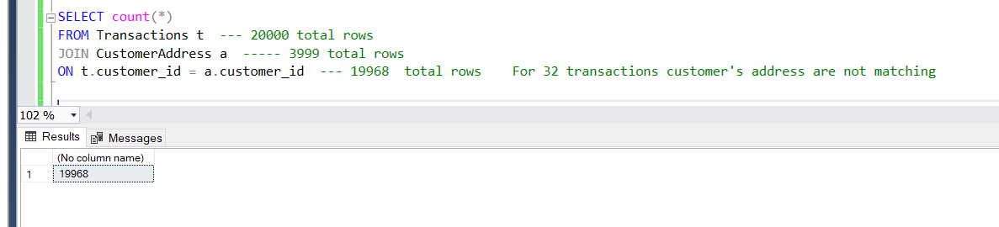 SELECT count(*)
FROM Transactions t  --- 20000 total rows
JOIN CustomerAddress a  ----- 3999 total rows
ON t.customer_id = a.customer_id  --- 19968  total rows    For 32 transactions customer's address are not matching
102 %
Results Messages
(No column name)
1 19968